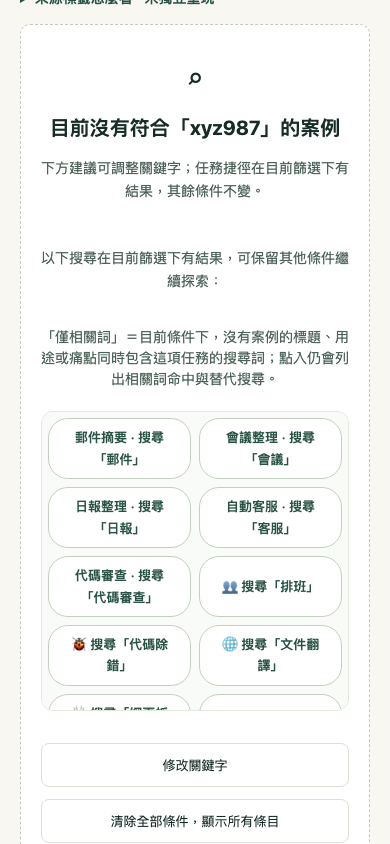 目前沒有符合「xyz987」的案例
下方建議可調整關鍵字；任務捷徑在目前篩選下有
結果，其餘條件不變。
以下搜尋在目前篩選下有結果，可保留其他條件繼
續探索：
「僅相關詞」＝目前條件下，沒有案例的標題、用
途或痛點同時包含這項任務的搜尋詞；點入仍會列
出相關詞命中與替代搜尋。
郵件摘要 · 搜尋
「郵件」
會議整理 · 搜尋
「會議」
日報整理 · 搜尋
「日報」
自動客服 · 搜尋
「客服」
代碼審查 · 搜尋
「代碼審查」
👥 搜尋「排班」
🐞 搜尋「代碼除
錯」
🌐 搜尋「文件翻
譯」
修改關鍵字
清除全部條件，顯示所有條目